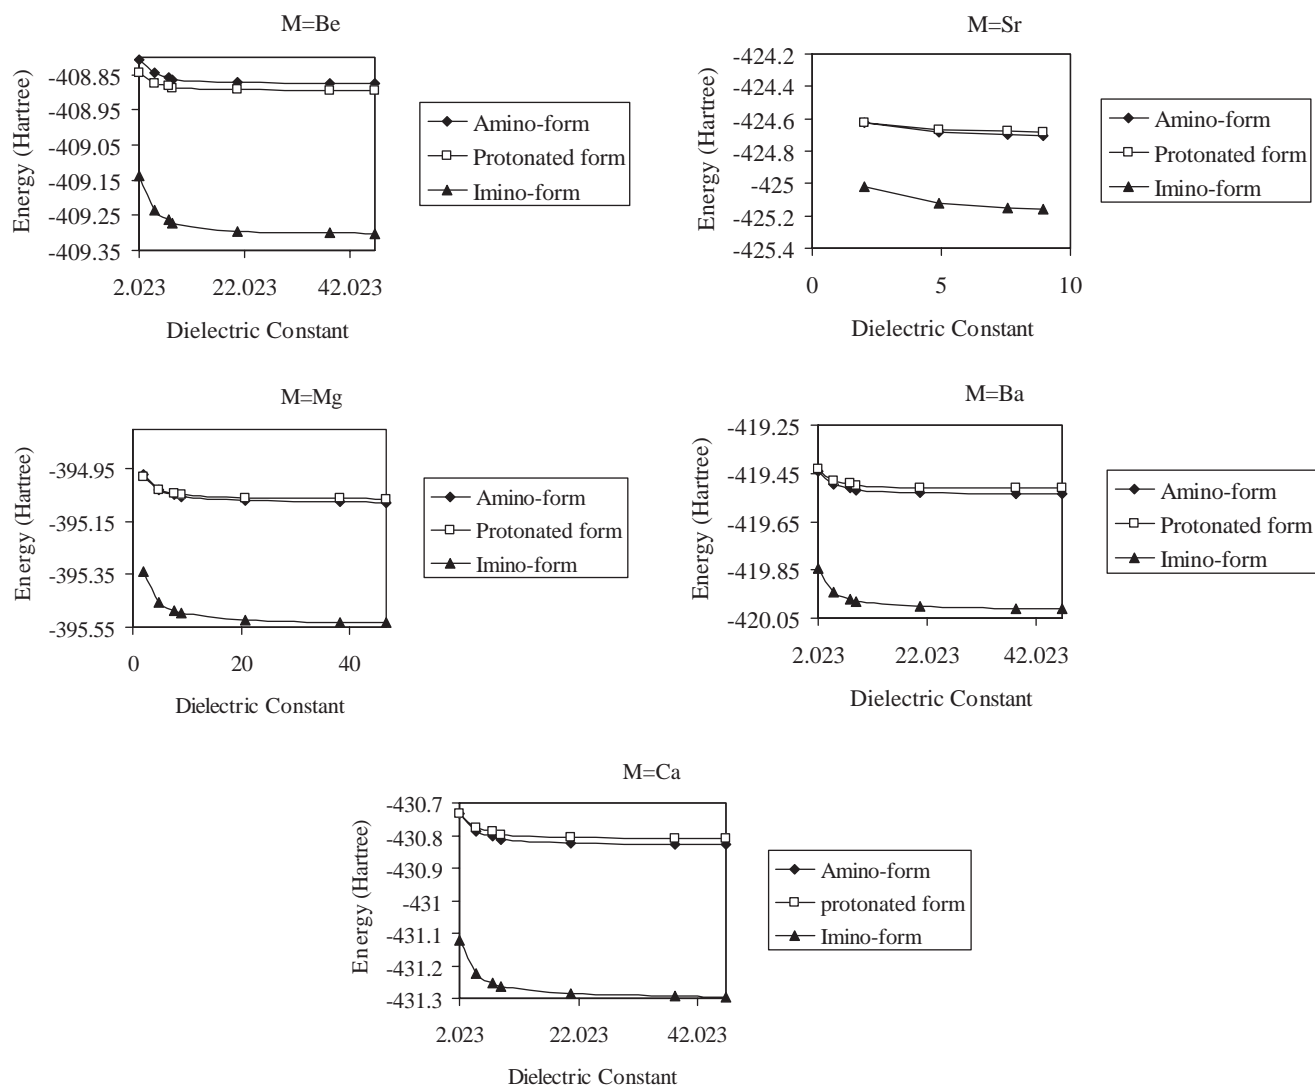 M=Be
Energy (Hartree)
-408.85
-408.95
-409.05
-409.15
-409.25
-409.35
2.023 22.023 42.023
Dielectric Constant
Amino-form
Protonated form
Imino-form
M=Sr
Energy (Hartree)
-424.2
-424.4
-424.6
-424.8
-425
-425.2
-425.4
0 5 10
Dielectric Constant
Amino-form
Protonated form
Imino-form
M=Mg
Energy (Hartree)
-394.95
-395.15
-395.35
-395.55
0 20 40
Dielectric Constant
Amino-form
Protonated form
Imino-form
M=Ba
Energy (Hartree)
-419.25
-419.45
-419.65
-419.85
-420.05
2.023 22.023 42.023
Dielectric Constant
Amino-form
Protonated form
Imino-form
M=Ca
Energy (Hartree)
-430.7
-430.8
-430.9
-431
-431.1
-431.2
-431.3
2.023 22.023 42.023
Dielectric Constant
Amino-form
protonated form
Imino-form